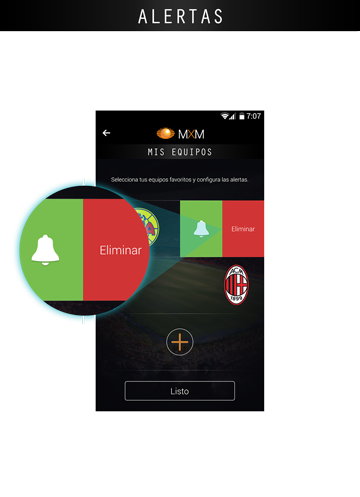 ALERTAS
7:07
MXM
MIS EQUIPOS
Selecciona tus equipos favoritos y configura las alertas.
Eliminar
Eliminar
ACM
1899
Listo